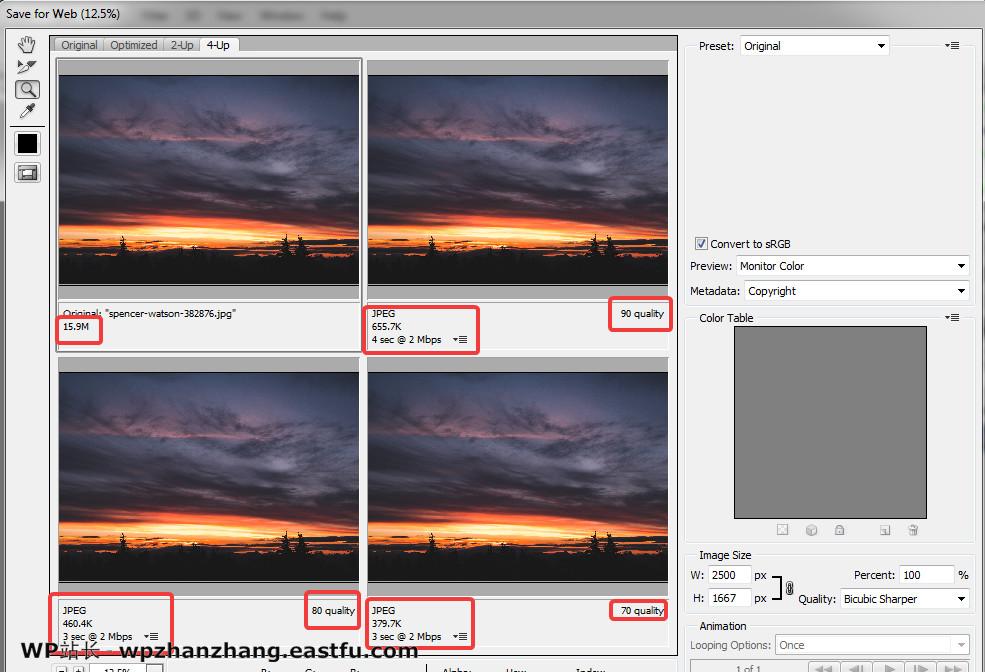 Save for Web (12.5%)
Original
Optimized
2-Up
4-Up
Original: "spencer-watson-382876.jpg"
15.9M
JPEG
655.7K
4 sec @ 2 Mbps
90 quality
JPEG
460.4K
3 sec @ 2 Mbps
80 quality
JPEG
379.7K
3 sec @ 2 Mbps
70 quality
WP站长 - wpzhanzhang.eastfu.com
12.5%
Preset: Original
Convert to sRGB
Preview: Monitor Color
Metadata: Copyright
Color Table
Image Size
W: 2500 px
H: 1667 px
Percent: 100 %
Quality: Bicubic Sharper
Animation
Looping Options: Once
1 of 1